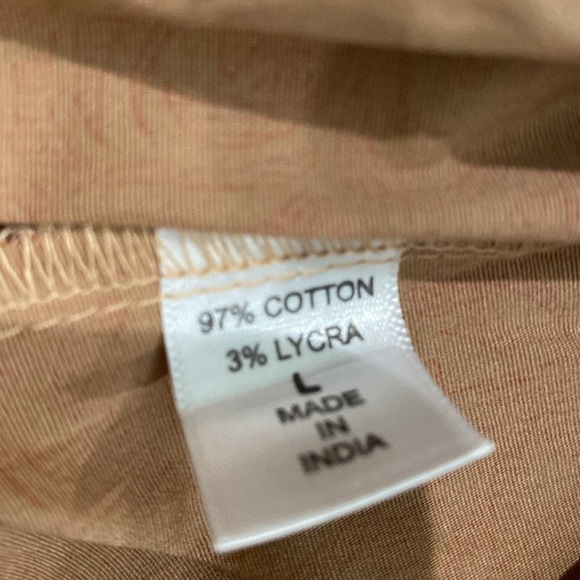 97% COTTON
3% LYCRA
L
MADE
IN
INDIA